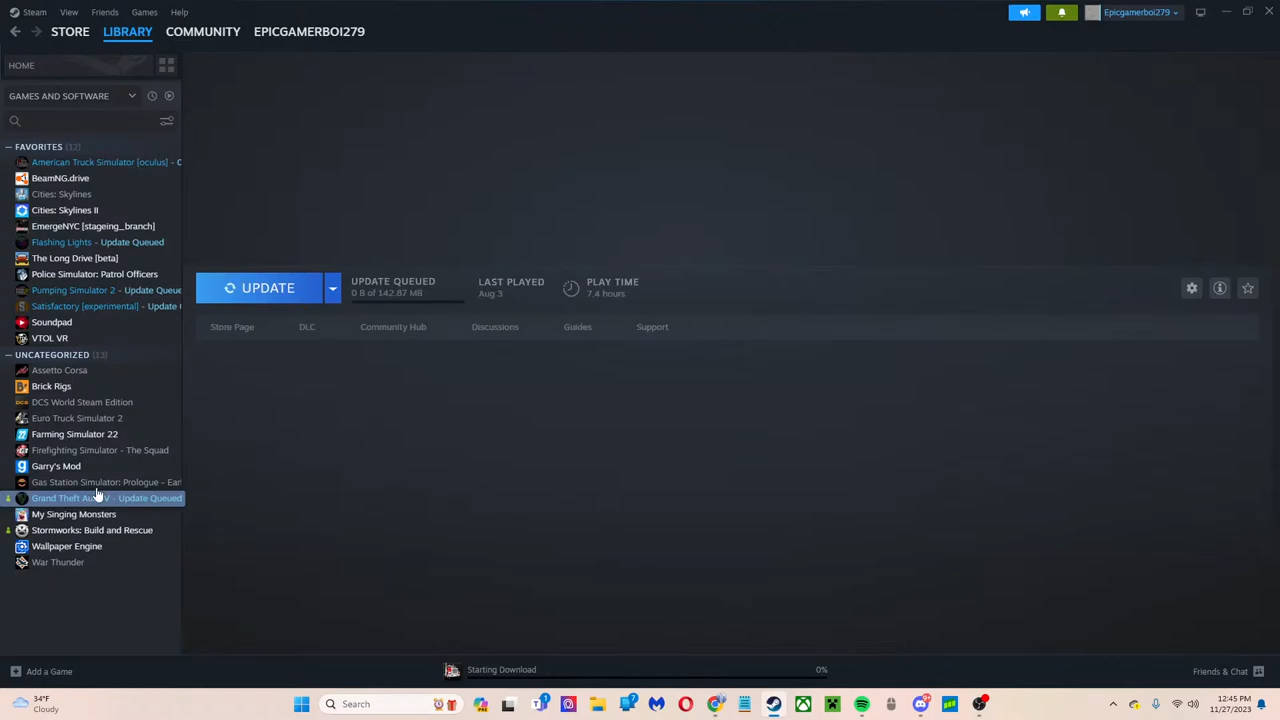 Steam View Friends Games Help
Epicgamerboi279
STORE LIBRARY COMMUNITY EPICGAMERBOI279
HOME
GAMES AND SOFTWARE
FAVORITES (12)
American Truck Simulator [oculus] -
BeamNG.drive
Cities: Skylines
Cities: Skylines II
EmergeNYC [stageing_branch]
Flashing Lights - Update Queued
The Long Drive [beta]
Police Simulator: Patrol Officers
Pumping Simulator 2 - Update Queue
Satisfactory [experimental] - Update
Soundpad
VTOL VR
UNCATEGORIZED (13)
Assetto Corsa
Brick Rigs
DCS World Steam Edition
Euro Truck Simulator 2
Farming Simulator 22
Firefighting Simulator - The Squad
Garry's Mod
Gas Station Simulator: Prologue - Earl
Grand Theft Auto V - Update Queued
My Singing Monsters
Stormworks: Build and Rescue
Wallpaper Engine
War Thunder
UPDATE
UPDATE QUEUED
0 B of 142.87 MB
LAST PLAYED
Aug 3
PLAY TIME
7.4 hours
Store Page DLC Community Hub Discussions Guides Support
Add a Game
Starting Download 0%
Friends & Chat
34°F
Cloudy
Search
12:45 PM
11/27/2023